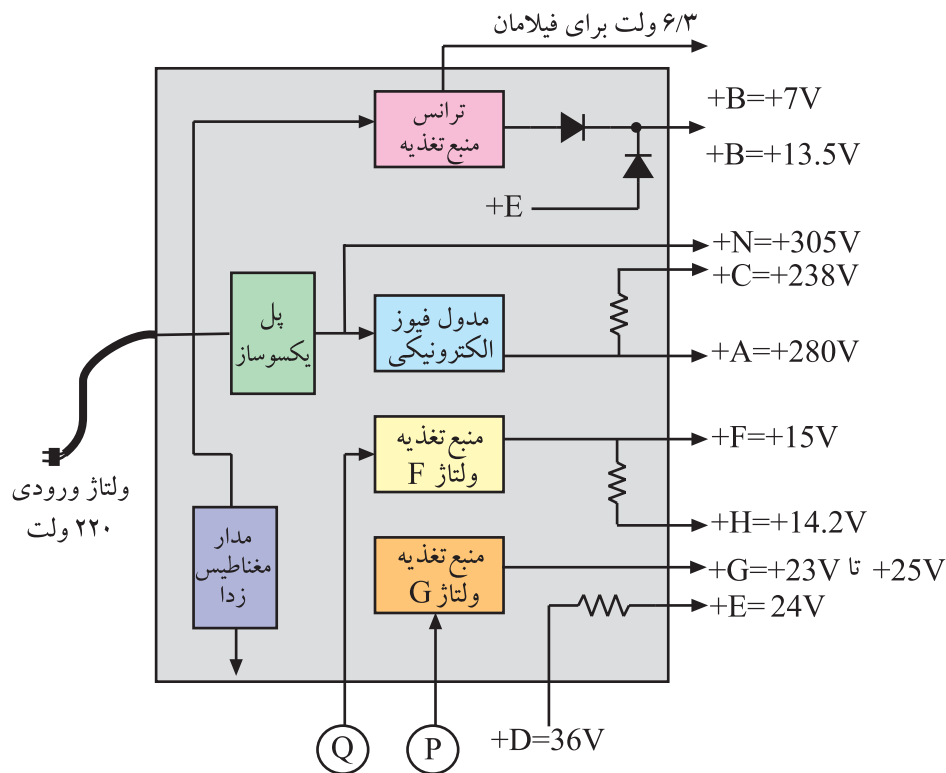 ۶/۳ ولت برای فیلامان
ترانس
منبع تغذیه
+B=+7V
+B=+13.5V
+E
+N=+305V
+C=+238V
پل
یکسوساز
مدول فیوز
الکترونیکی
+A=+280V
منبع تغذیه
ولتاژ F
+F=+15V
ولتاژ ورودی
۲۲۰ ولت
+H=+14.2V
مدار
مغناطیس
زدا
منبع تغذیه
ولتاژ G
+G=+23V تا +25V
+E=24V
Q
P
+D=36V